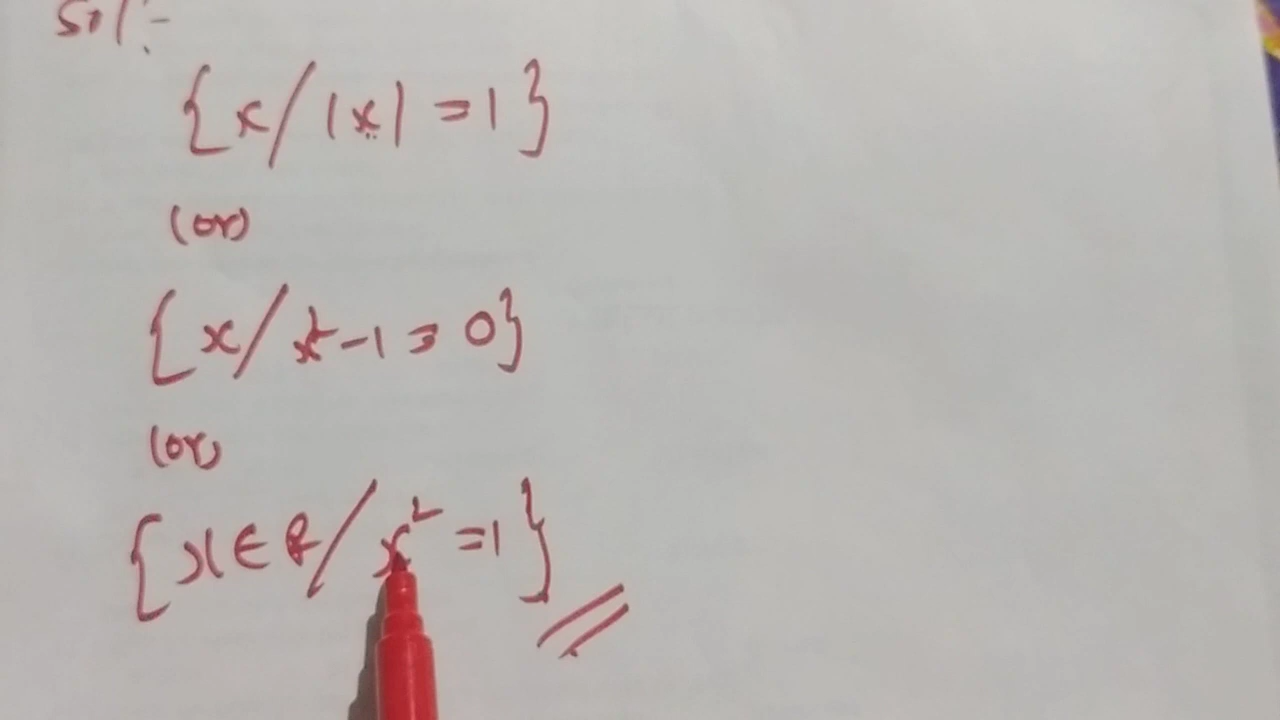 Sol:-
{x/|x| = 1}
(or)
{x/x²-1 = 0}
(or)
{x∈R/x² = 1}